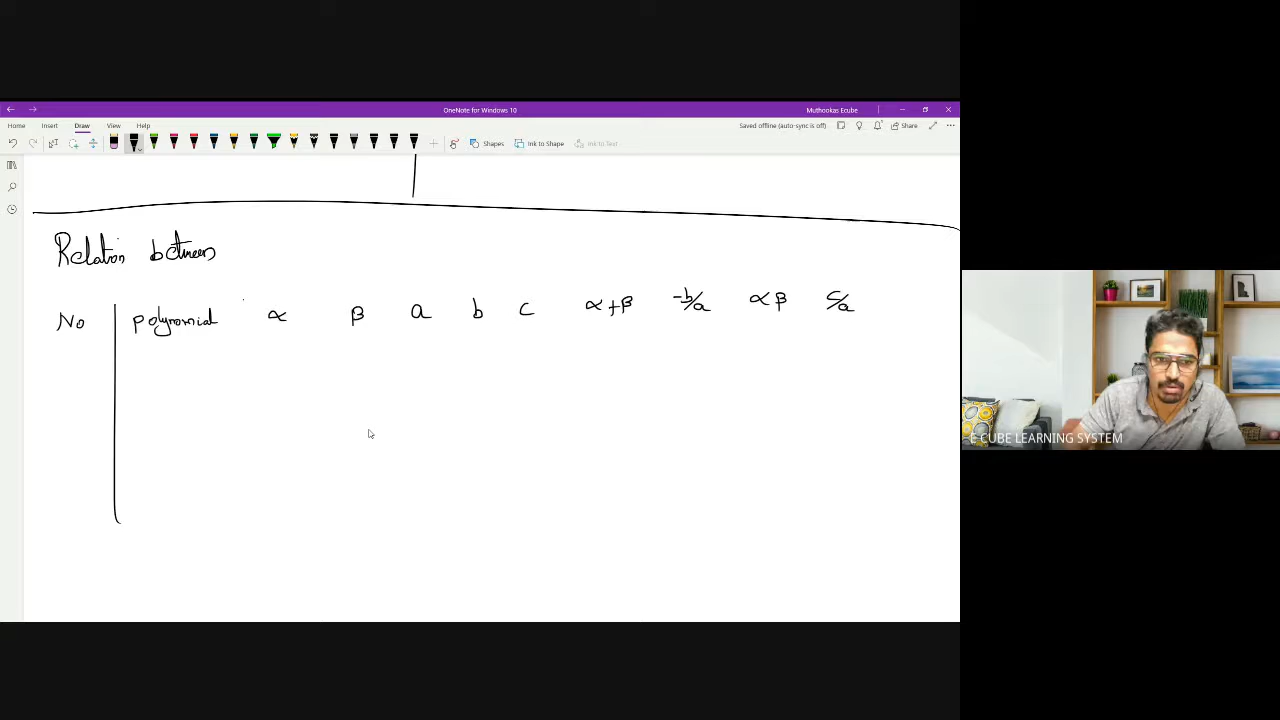 OneNote for Windows 10
Muthookas Ecube
Home Insert Draw View Help
Saved offline (auto-sync is off)
Share
Shapes
Ink to Shape
Ink to Text
Relation between
No polynomial α β a b c α+β -b/a αβ c/a
E CUBE LEARNING SYSTEM